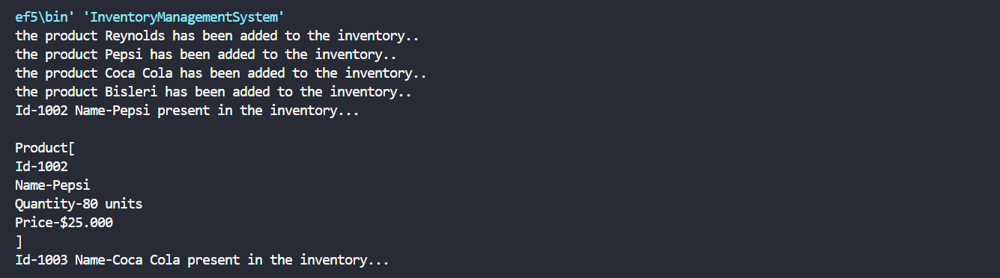 ef5\bin' 'InventoryManagementSystem'
the product Reynolds has been added to the inventory..
the product Pepsi has been added to the inventory..
the product Coca Cola has been added to the inventory..
the product Bisleri has been added to the inventory..
Id-1002 Name-Pepsi present in the inventory...
Product[
Id-1002
Name-Pepsi
Quantity-80 units
Price-$25.000
]
Id-1003 Name-Coca Cola present in the inventory...